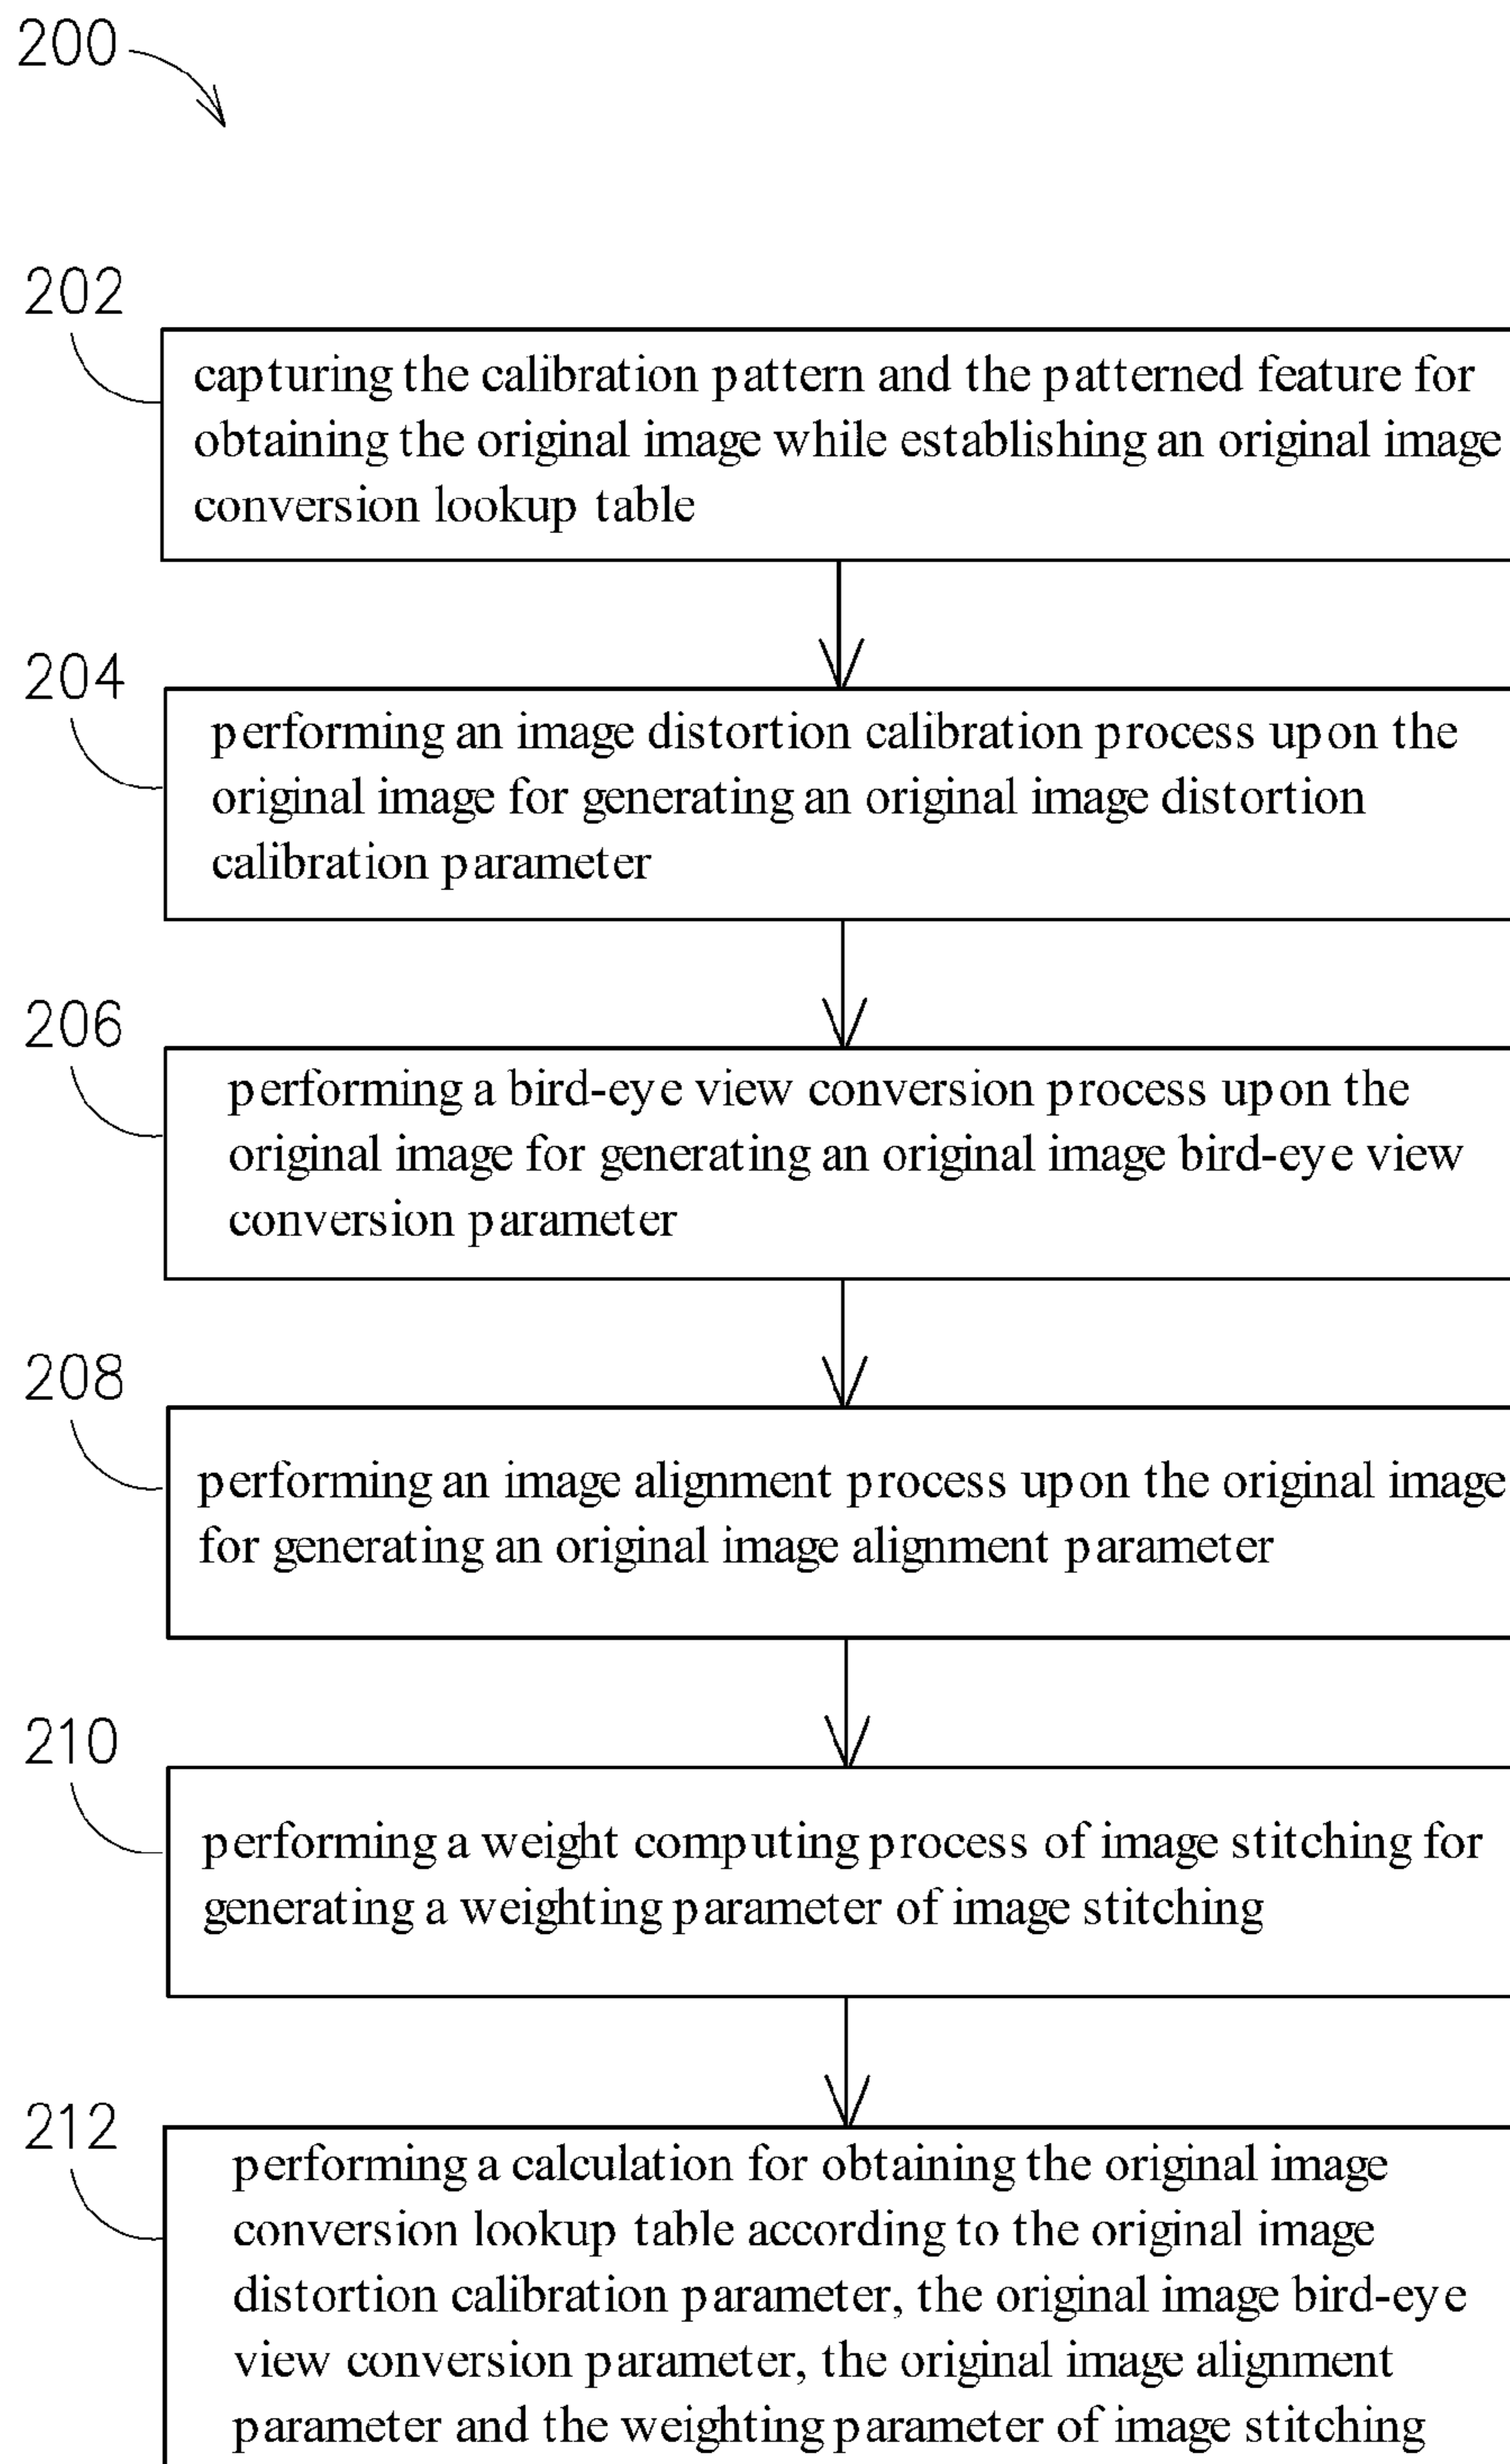 200
202
capturing the calibration pattern and the patterned feature for
obtaining the original image while establishing an original image
conversion lookup table
204
performing an image distortion calibration process upon the
original image for generating an original image distortion
calibration parameter
206
performing a bird-eye view conversion process upon the
original image for generating an original image bird-eye view
conversion parameter
208
performing an image alignment process upon the original image
for generating an original image alignment parameter
210
performing a weight computing process of image stitching for
generating a weighting parameter of image stitching
212
performing a calculation for obtaining the original image
conversion lookup table according to the original image
distortion calibration parameter, the original image bird-eye
view conversion parameter, the original image alignment
parameter and the weighting parameter of image stitching